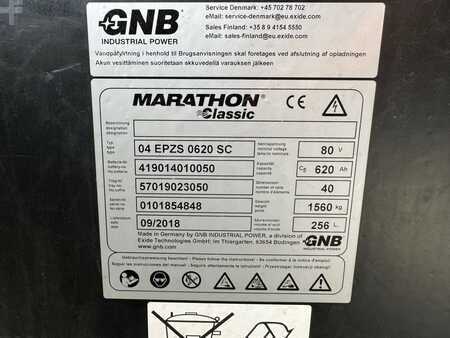 GNB®
INDUSTRIAL POWER
Service Denmark: +45 702 78 702
eMail: service-denmark@eu.exide.com
Sales Finland: +35 8 9 4154 5550
eMail: sales-finland@eu.exide.com
Vandpåfyldning i henhold til Brugsanvisningen skal foretages ved afslutning af opladningen
Akun vesittäminen suoritetaan akkuvedellä varauksen jälkeen
MARATHON®
Classic
CE
04 EPZS 0620 SC
80 V
419014010050
C5 620 Ah
57019023050
40
0101854848
1560 kg
09/2018
256 L
Made in Germany by GNB INDUSTRIAL POWER, a division of
Exide Technologies GmbH; Im Thiergarten, 63654 Büdingen
www.gnb.com
GNB®
INDUSTRIAL POWER